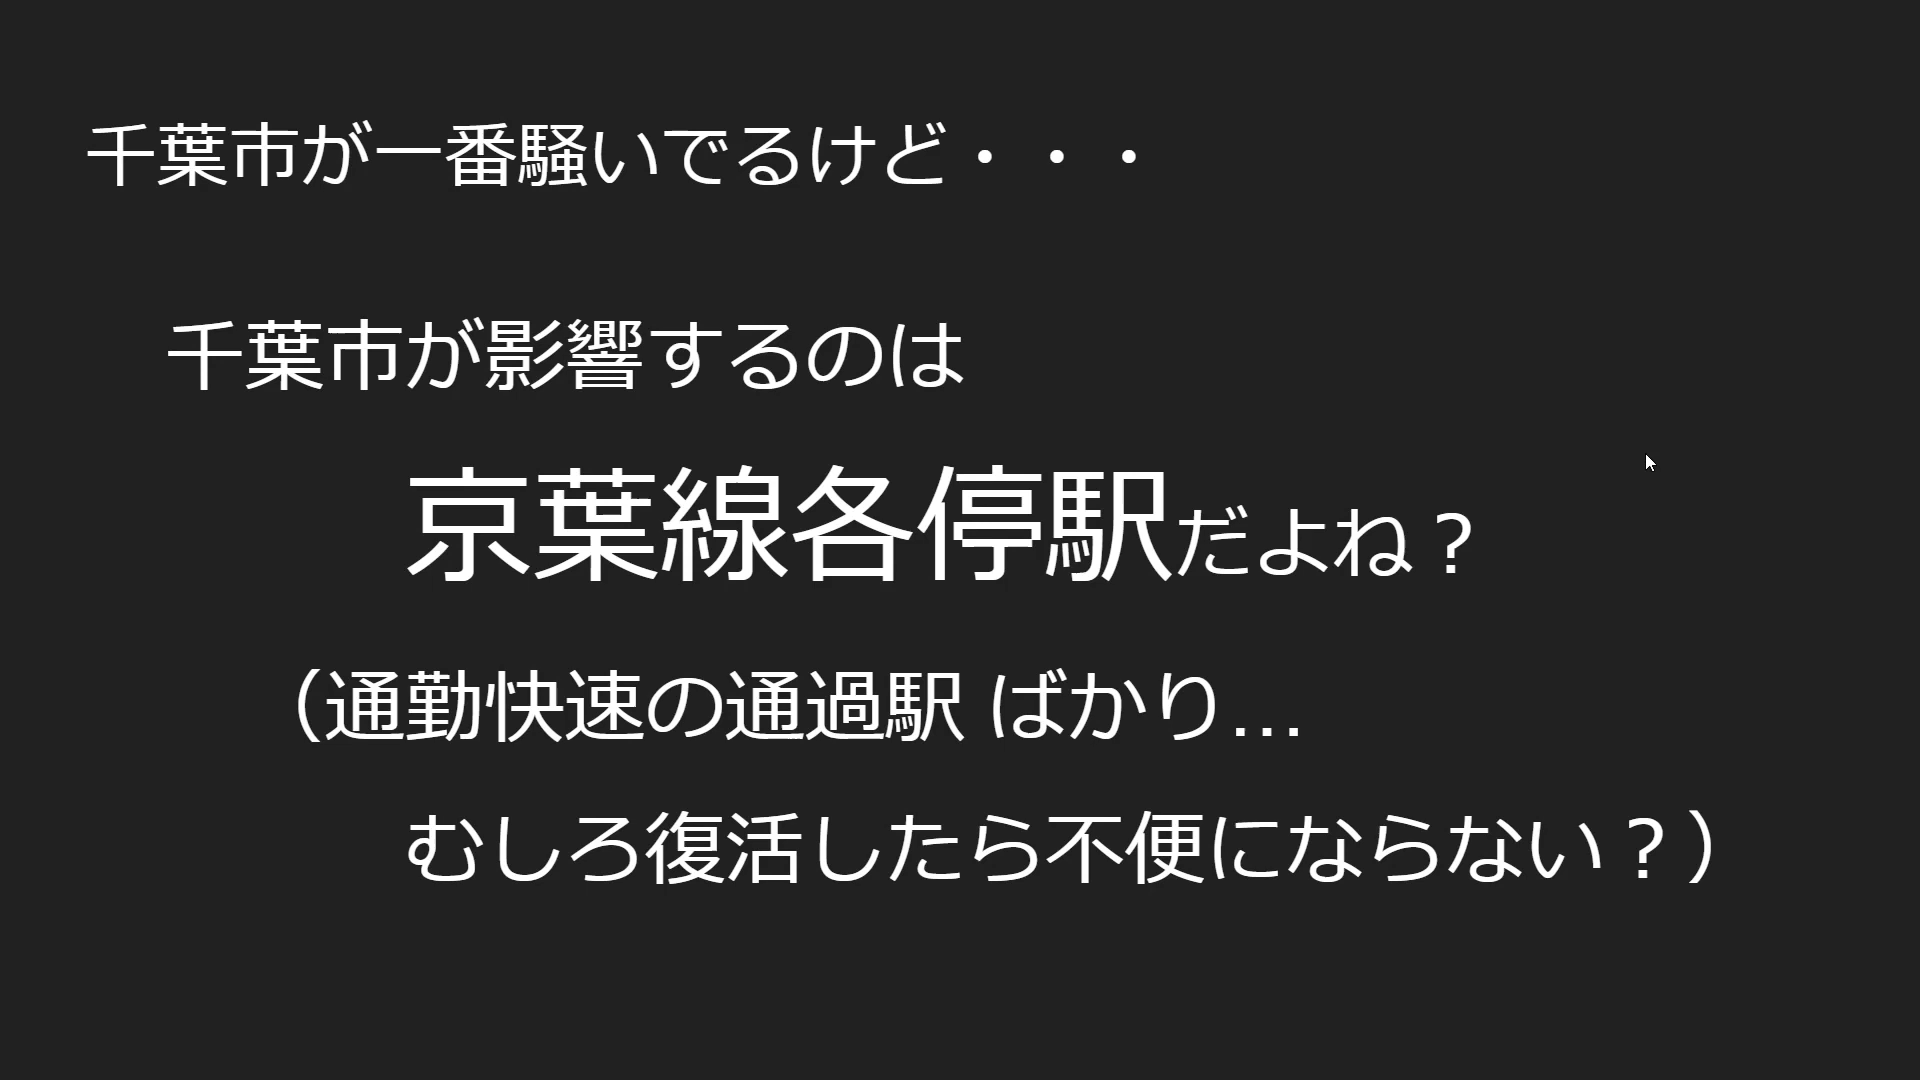 千葉市が一番騒いでるけど・・・
千葉市が影響するのは
京葉線各停駅だよね？
（通勤快速の通過駅 ばかり…
むしろ復活したら不便にならない？）